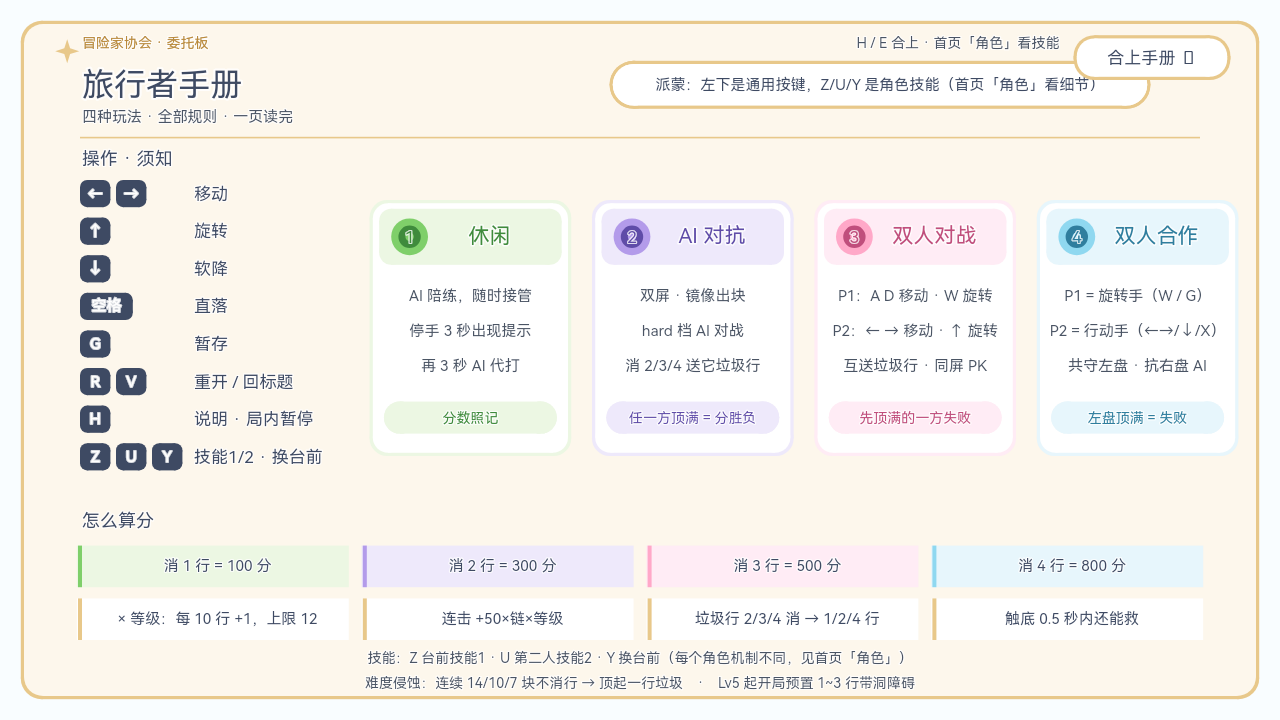 冒险家协会 · 委托板
H / E 合上 · 首页「角色」看技能
合上手册
旅行者手册
派蒙：左下是通用按键，Z/U/Y 是角色技能（首页「角色」看细节）
四种玩法 · 全部规则 · 一页读完
操作 · 须知
← → 移动
↑ 旋转
↓ 软降
空格 直落
G 暂存
R V 重开 / 回标题
H 说明 · 局内暂停
Z U Y 技能1/2 · 换台前
1 休闲
AI 陪练，随时接管
停手 3 秒出现提示
再 3 秒 AI 代打
分数照记
2 AI 对抗
双屏 · 镜像出块
hard 档 AI 对战
消 2/3/4 送它垃圾行
任一方顶满 = 分胜负
3 双人对战
P1：A D 移动 · W 旋转
P2：← → 移动 · ↑ 旋转
互送垃圾行 · 同屏 PK
先顶满的一方失败
4 双人合作
P1 = 旋转手（W / G）
P2 = 行动手（←→/↓/X）
共守左盘 · 抗右盘 AI
左盘顶满 = 失败
怎么算分
消 1 行 = 100 分
消 2 行 = 300 分
消 3 行 = 500 分
消 4 行 = 800 分
× 等级：每 10 行 +1，上限 12
连击 +50×链×等级
垃圾行 2/3/4 消 → 1/2/4 行
触底 0.5 秒内还能救
技能：Z 台前技能1 · U 第二人技能2 · Y 换台前（每个角色机制不同，见首页「角色」）
难度侵蚀：连续 14/10/7 块不消行 → 顶起一行垃圾 · Lv5 起开局预置 1~3 行带洞障碍